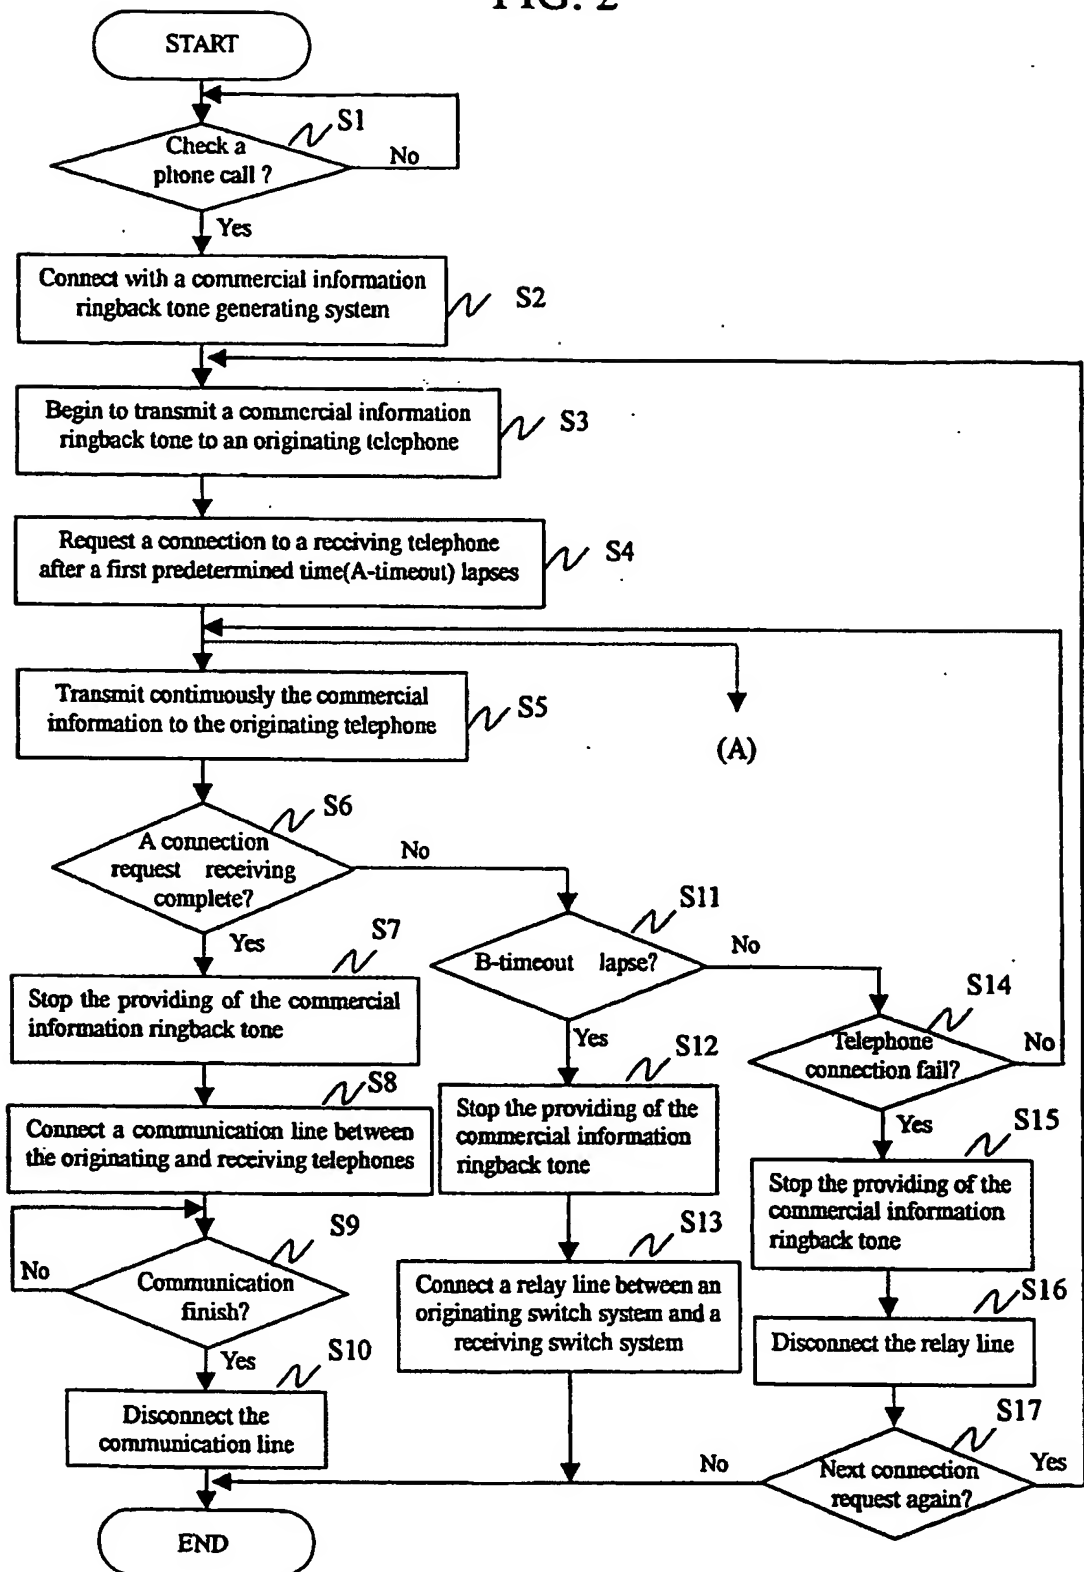 FIG. 2
START
S1
Check a
phone call ?
No
Yes
Connect with a commercial information
ringback tone generating system
S2
Begin to transmit a commercial information
ringback tone to an originating telephone
S3
Request a connection to a receiving telephone
after a first predetermined time(A-timeout) lapses
S4
Transmit continuously the commercial
information to the originating telephone
S5
(A)
S6
A connection
request receiving
complete?
No
Yes
S7
Stop the providing of the commercial
information ringback tone
S8
Connect a communication line between
the originating and receiving telephones
S9
No
Communication
finish?
Yes
S10
Disconnect the
communication line
END
S11
B-timeout lapse?
No
Yes
S12
Stop the providing of the
commercial information
ringback tone
S13
Connect a relay line between an
originating switch system and a
receiving switch system
S14
Telephone
connection fail?
No
Yes
S15
Stop the providing of the
commercial information
ringback tone
S16
Disconnect the relay line
S17
Next connection
request again?
No
Yes